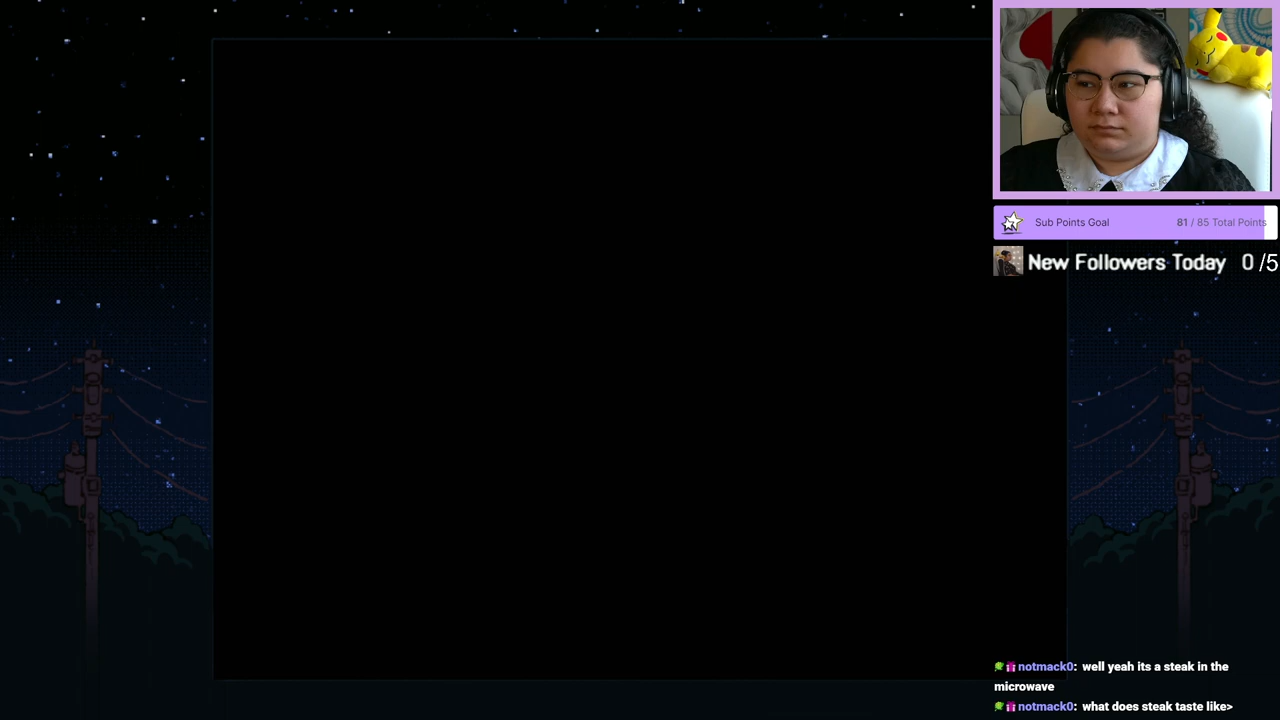 Sub Points Goal 81 / 85 Total Points
New Followers Today 0 /5
notmack0: well yeah its a steak in the
microwave
notmack0: what does steak taste like>